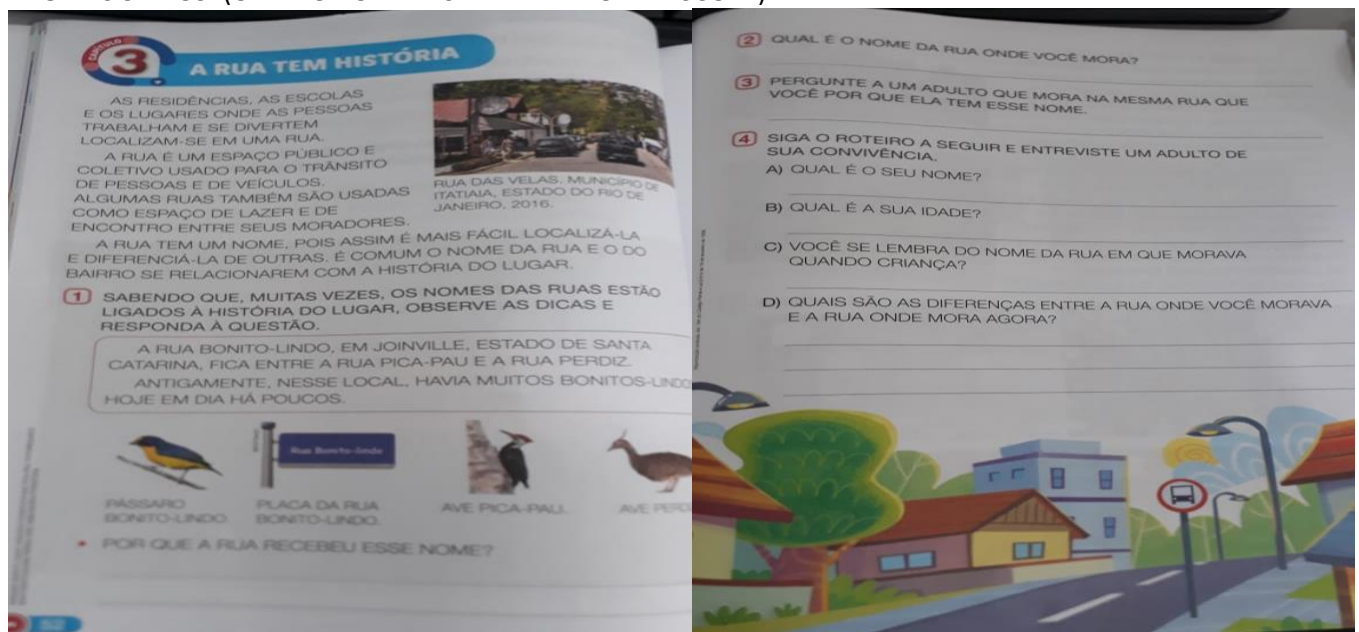 CAPÍTULO
3
A RUA TEM HISTÓRIA
AS RESIDÊNCIAS, AS ESCOLAS
E OS LUGARES ONDE AS PESSOAS
TRABALHAM E SE DIVERTEM
LOCALIZAM-SE EM UMA RUA.
A RUA É UM ESPAÇO PÚBLICO E
COLETIVO USADO PARA O TRÂNSITO
DE PESSOAS E DE VEÍCULOS.
ALGUMAS RUAS TAMBÉM SÃO USADAS
COMO ESPAÇO DE LAZER E DE
ENCONTRO ENTRE SEUS MORADORES.
RUA DAS VELAS, MUNICÍPIO DE
ITATIAIA, ESTADO DO RIO DE
JANEIRO, 2016.
A RUA TEM UM NOME, POIS ASSIM É MAIS FÁCIL LOCALIZÁ-LA
E DIFERENCIÁ-LA DE OUTRAS. É COMUM O NOME DA RUA E O DO
BAIRRO SE RELACIONAREM COM A HISTÓRIA DO LUGAR.
1 SABENDO QUE, MUITAS VEZES, OS NOMES DAS RUAS ESTÃO
LIGADOS À HISTÓRIA DO LUGAR, OBSERVE AS DICAS E
RESPONDA À QUESTÃO.
A RUA BONITO-LINDO, EM JOINVILLE, ESTADO DE SANTA
CATARINA, FICA ENTRE A RUA PICA-PAU E A RUA PERDIZ.
ANTIGAMENTE, NESSE LOCAL, HAVIA MUITOS BONITOS-LINDO
HOJE EM DIA HÁ POUCOS.
Rua Bonito-lindo
PÁSSARO
BONITO-LINDO.
PLACA DA RUA
BONITO-LINDO.
AVE PICA-PAU.
AVE PERD
• POR QUE A RUA RECEBEU ESSE NOME?
52
2 QUAL É O NOME DA RUA ONDE VOCÊ MORA?
3 PERGUNTE A UM ADULTO QUE MORA NA MESMA RUA QUE
VOCÊ POR QUE ELA TEM ESSE NOME.
4 SIGA O ROTEIRO A SEGUIR E ENTREVISTE UM ADULTO DE
SUA CONVIVÊNCIA.
A) QUAL É O SEU NOME?
B) QUAL É A SUA IDADE?
C) VOCÊ SE LEMBRA DO NOME DA RUA EM QUE MORAVA
QUANDO CRIANÇA?
D) QUAIS SÃO AS DIFERENÇAS ENTRE A RUA ONDE VOCÊ MORAVA
E A RUA ONDE MORA AGORA?